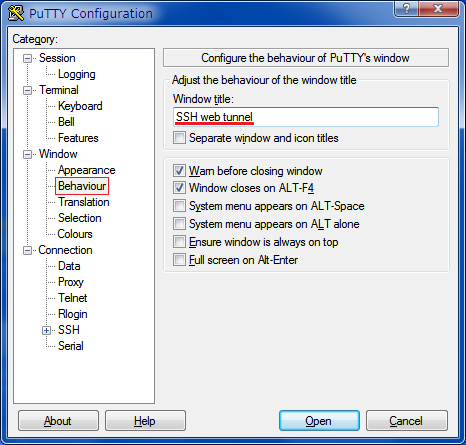 PuTTY Configuration
Category:
Session
Logging
Terminal
Keyboard
Bell
Features
Window
Appearance
Behaviour
Translation
Selection
Colours
Connection
Data
Proxy
Telnet
Rlogin
SSH
Serial
Configure the behaviour of PuTTY's window
Adjust the behaviour of the window title
Window title:
SSH web tunnel
Separate window and icon titles
Warn before closing window
Window closes on ALT-F4
System menu appears on ALT-Space
System menu appears on ALT alone
Ensure window is always on top
Full screen on Alt-Enter
About
Help
Open
Cancel